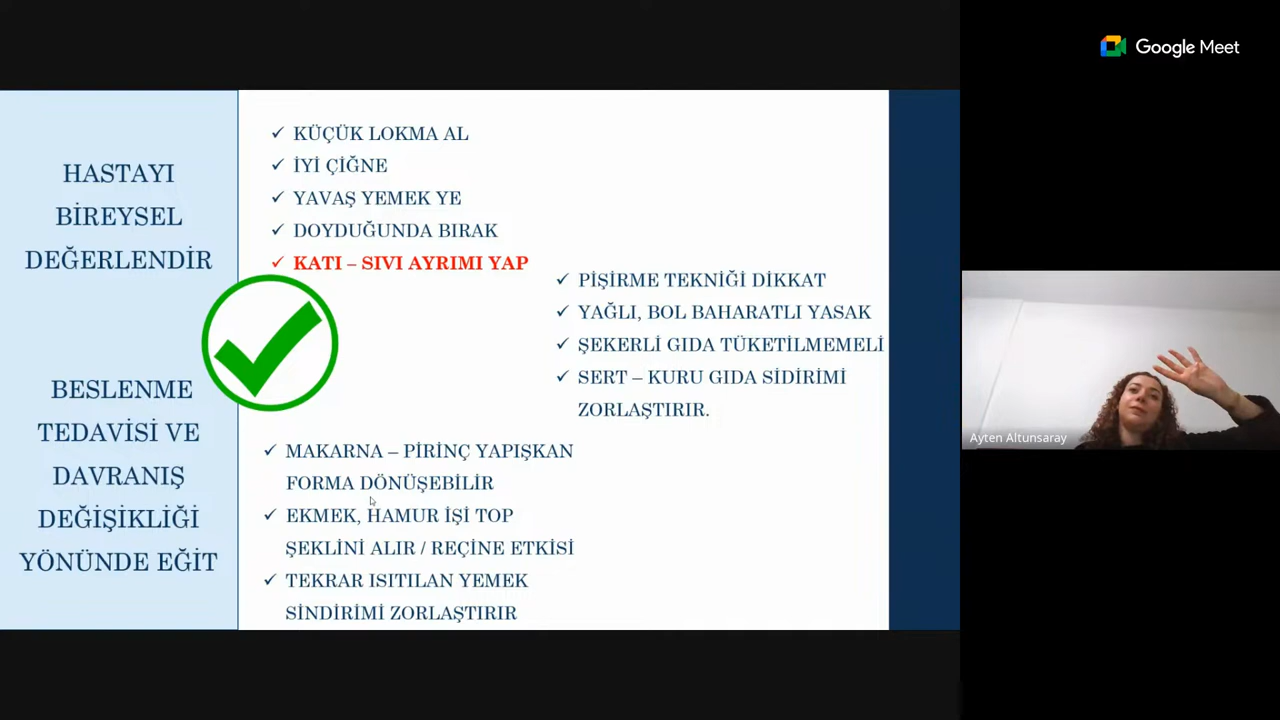 Google Meet
HASTAYI
BİREYSEL
DEĞERLENDİR
BESLENME
TEDAVİSİ VE
DAVRANIŞ
DEĞİŞİKLİĞİ
YÖNÜNDE EĞİT
KÜÇÜK LOKMA AL
İYİ ÇİĞNE
YAVAŞ YEMEK YE
DOYDUĞUNDA BIRAK
KATI – SIVI AYRIMI YAP
PİŞİRME TEKNİĞİ DİKKAT
YAĞLI, BOL BAHARATLI YASAK
ŞEKERLİ GIDA TÜKETİLMEMELİ
SERT – KURU GIDA SİDİRİMİ
ZORLAŞTIRIR.
MAKARNA – PİRİNÇ YAPIŞKAN
FORMA DÖNÜŞEBİLİR
EKMEK, HAMUR İŞİ TOP
ŞEKLİNİ ALIR / REÇİNE ETKİSİ
TEKRAR ISITILAN YEMEK
SİNDİRİMİ ZORLAŞTIRIR
Ayten Altunsaray